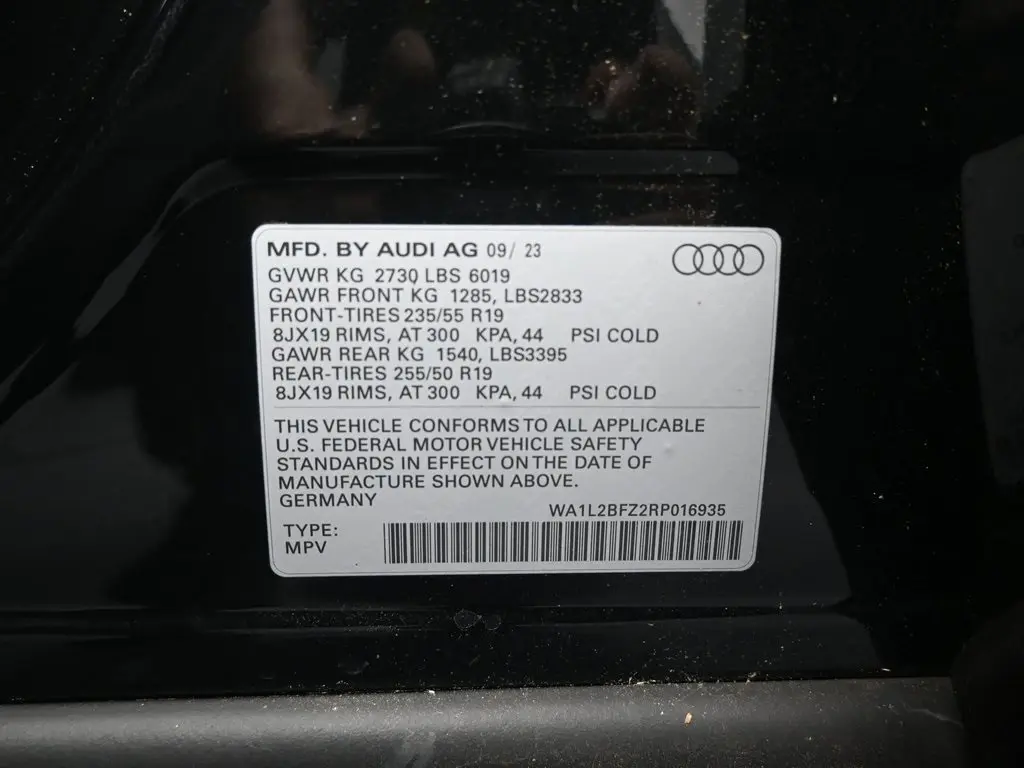 MFD. BY AUDI AG 09/ 23
GVWR KG 2730 LBS 6019
GAWR FRONT KG 1285, LBS2833
FRONT-TIRES 235/55 R19
8JX19 RIMS, AT 300 KPA, 44 PSI COLD
GAWR REAR KG 1540, LBS3395
REAR-TIRES 255/50 R19
8JX19 RIMS, AT 300 KPA, 44 PSI COLD
THIS VEHICLE CONFORMS TO ALL APPLICABLE
U.S. FEDERAL MOTOR VEHICLE SAFETY
STANDARDS IN EFFECT ON THE DATE OF
MANUFACTURE SHOWN ABOVE.
GERMANY
WA1L2BFZ2RP016935
TYPE:
MPV